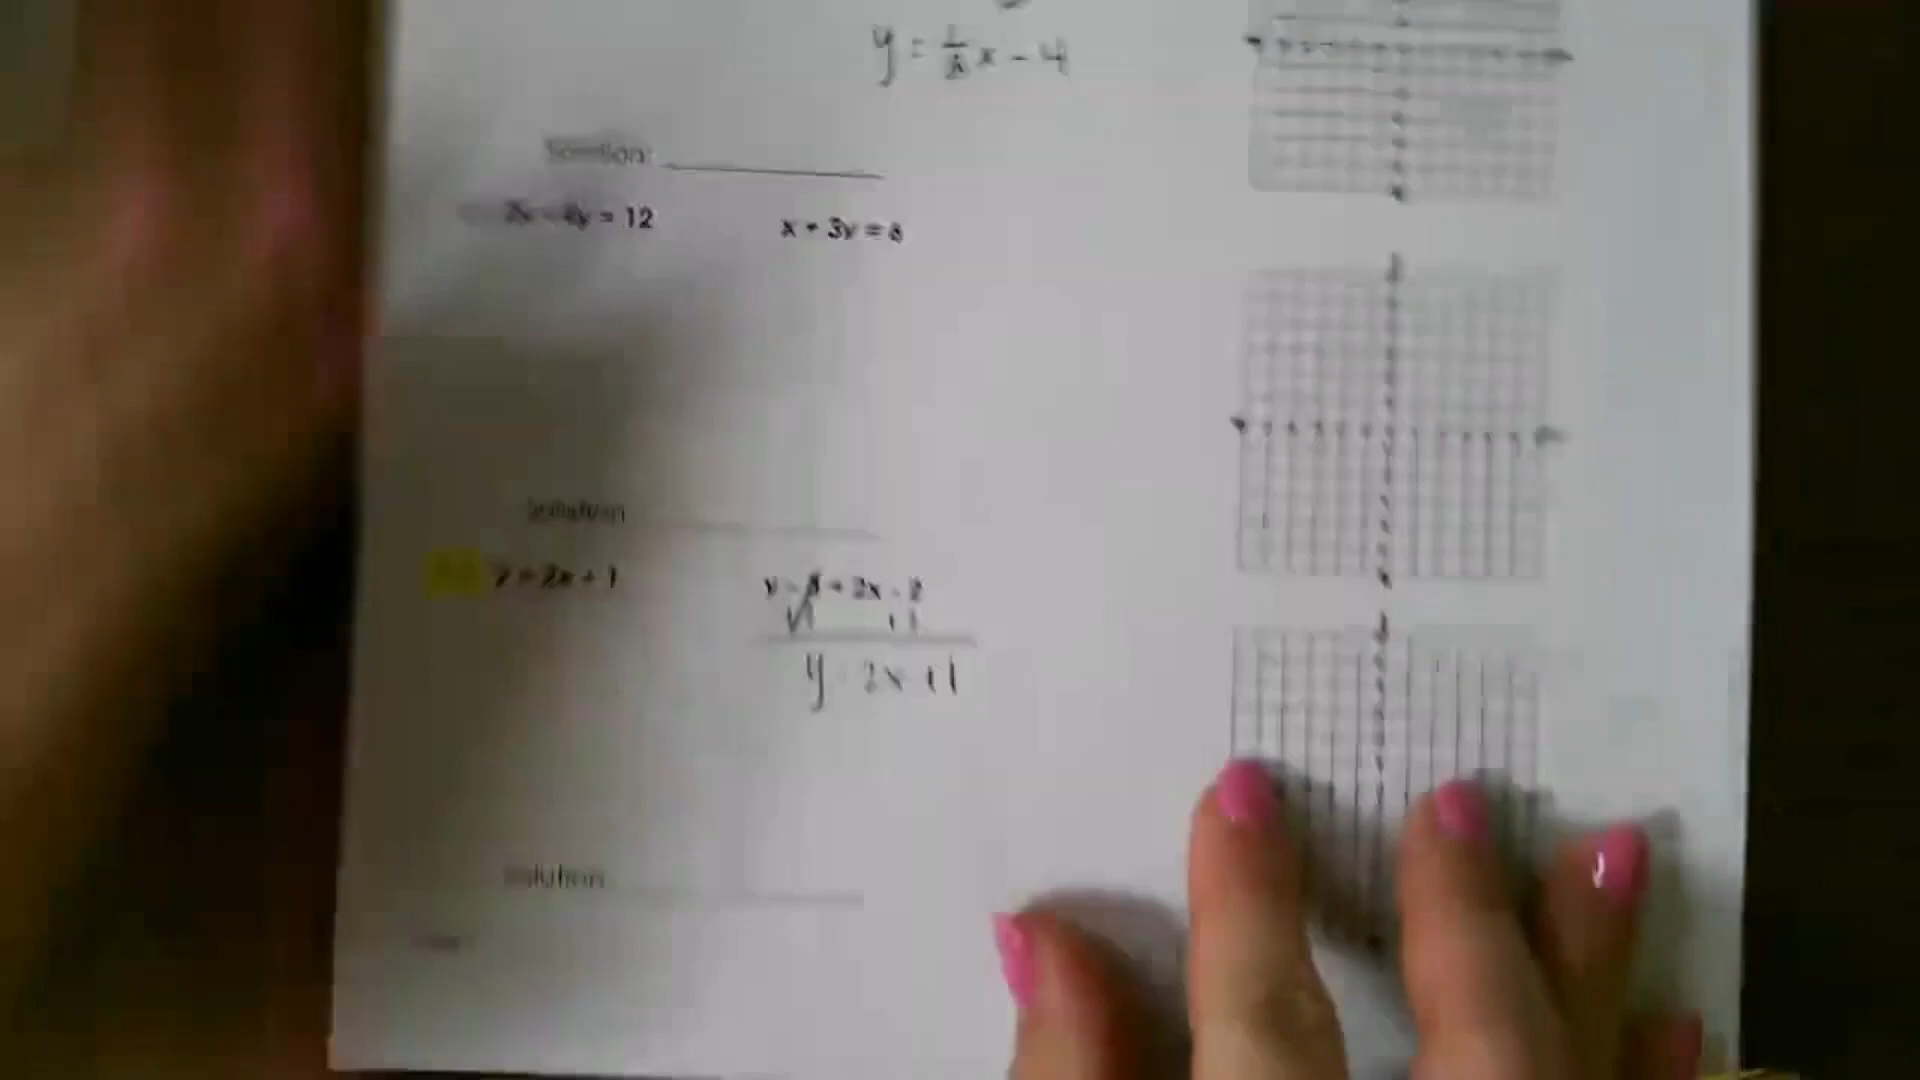 y = 1/2 x - 4
Solution:
2x - 4y = 12
x + 3y = 6
Solution
y = 2x + 1
y - 3 = 2x - 2
y = 2x + 1
Solution